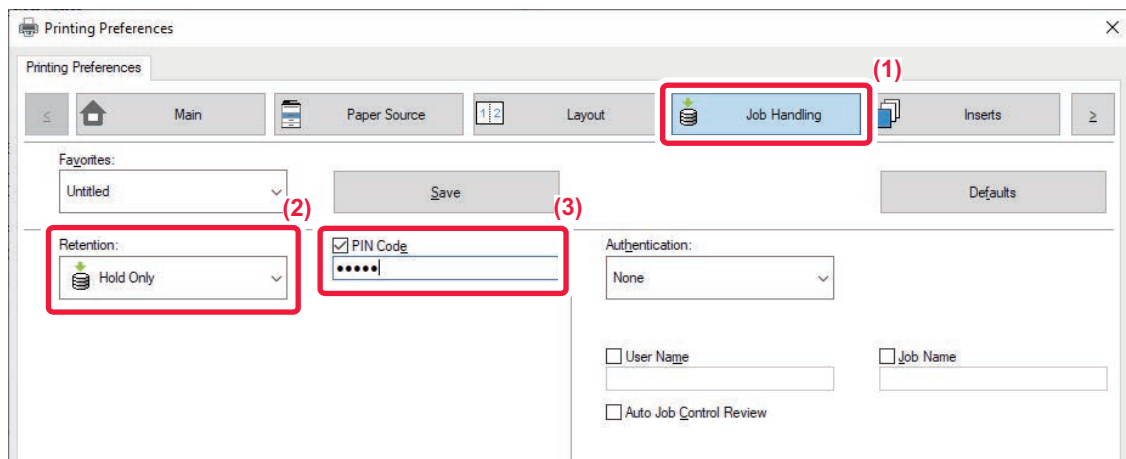 Printing Preferences
Printing Preferences
(1)
< Main Paper Source 1 2 Layout Job Handling Inserts >
Favorites:
Untitled Save Defaults
(2) (3)
Retention: PIN Code Authentication:
Hold Only ••••• None
User Name Job Name
Auto Job Control Review